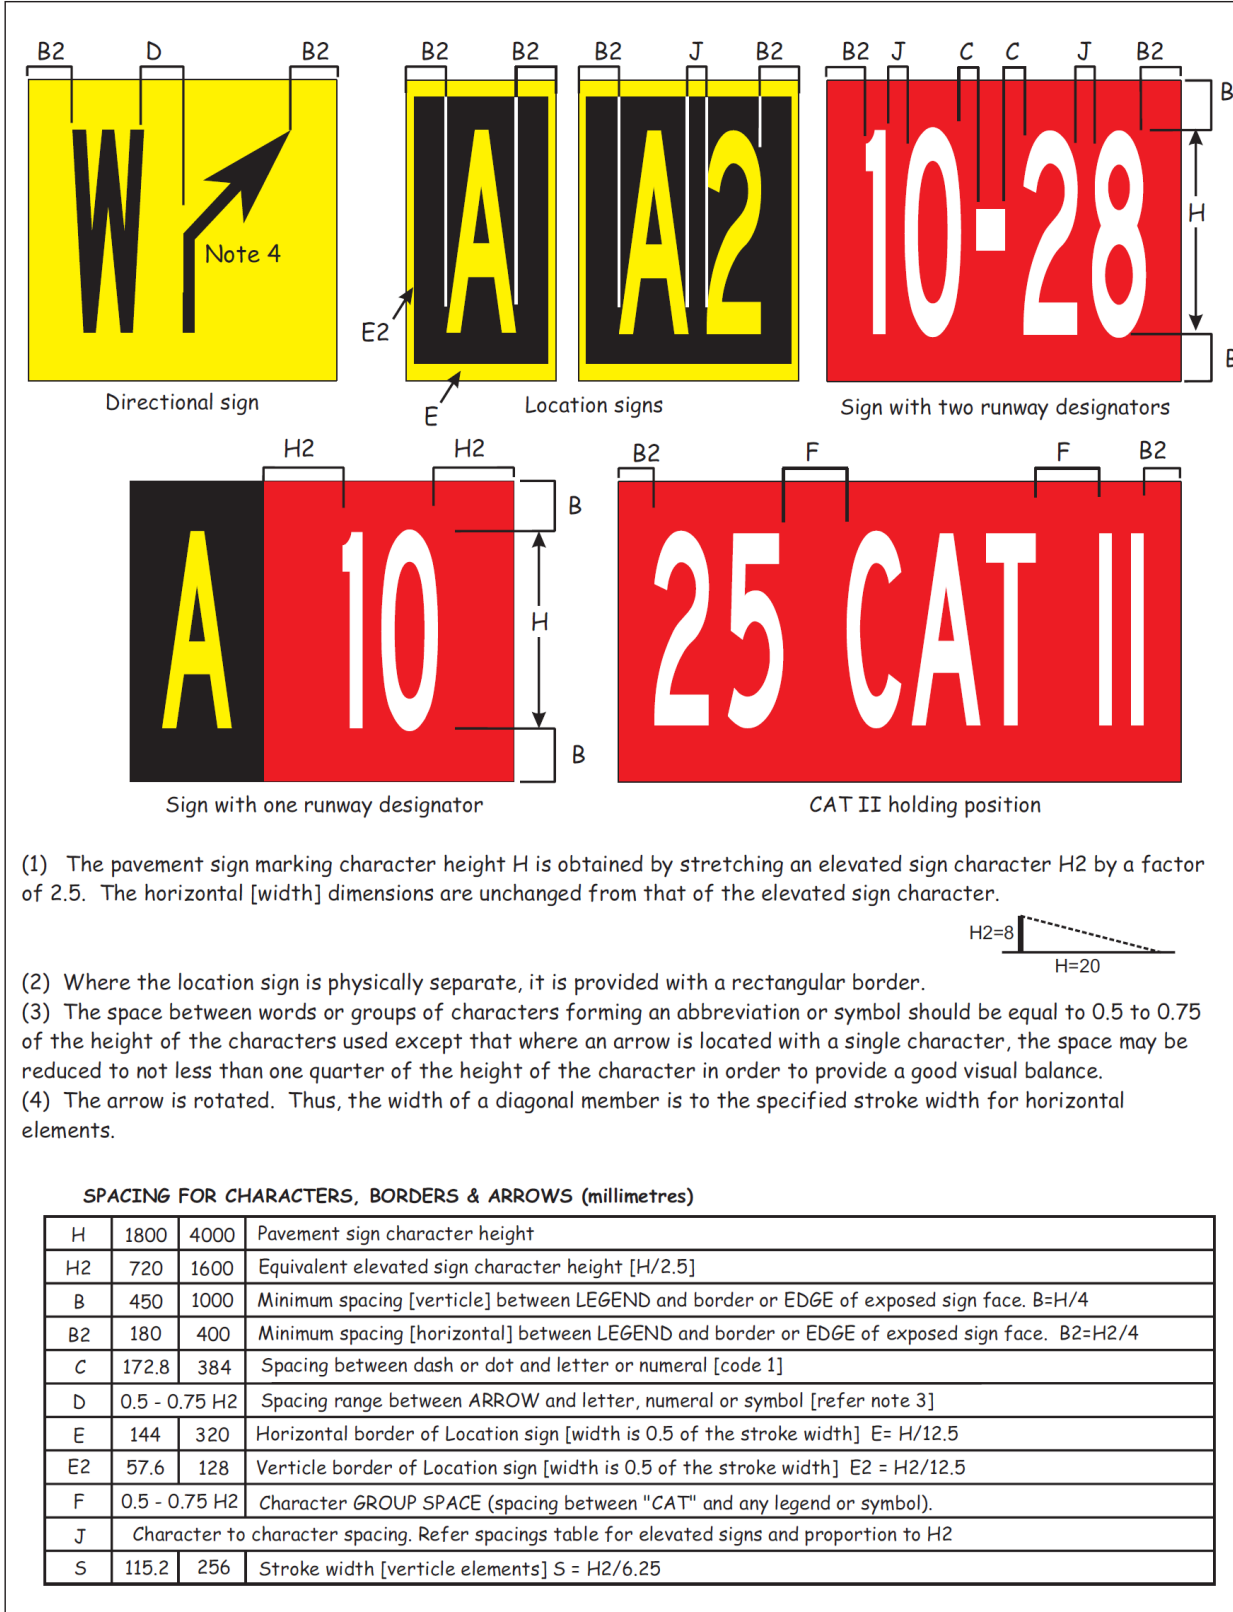 B2 D B2 B2 B2 B2 J B2 B2 J C C J B2
B
W Note 4 A A2 10-28 H
E2
B
Directional sign E Location signs Sign with two runway designators
H2 H2 B2 F F B2
B
A 10 H 25 CAT II
B
Sign with one runway designator CAT II holding position
(1) The pavement sign marking character height H is obtained by stretching an elevated sign character H2 by a factor
of 2.5. The horizontal [width] dimensions are unchanged from that of the elevated sign character.
H2=8
H=20
(2) Where the location sign is physically separate, it is provided with a rectangular border.
(3) The space between words or groups of characters forming an abbreviation or symbol should be equal to 0.5 to 0.75
of the height of the characters used except that where an arrow is located with a single character, the space may be
reduced to not less than one quarter of the height of the character in order to provide a good visual balance.
(4) The arrow is rotated. Thus, the width of a diagonal member is to the specified stroke width for horizontal
elements.
SPACING FOR CHARACTERS, BORDERS & ARROWS (millimetres)
H 1800 4000 Pavement sign character height
H2 720 1600 Equivalent elevated sign character height [H/2.5]
B 450 1000 Minimum spacing [verticle] between LEGEND and border or EDGE of exposed sign face. B=H/4
B2 180 400 Minimum spacing [horizontal] between LEGEND and border or EDGE of exposed sign face. B2=H2/4
C 172.8 384 Spacing between dash or dot and letter or numeral [code 1]
D 0.5 - 0.75 H2 Spacing range between ARROW and letter, numeral or symbol [refer note 3]
E 144 320 Horizontal border of Location sign [width is 0.5 of the stroke width] E= H/12.5
E2 57.6 128 Verticle border of Location sign [width is 0.5 of the stroke width] E2 = H2/12.5
F 0.5 - 0.75 H2 Character GROUP SPACE (spacing between "CAT" and any legend or symbol).
J Character to character spacing. Refer spacings table for elevated signs and proportion to H2
S 115.2 256 Stroke width [verticle elements] S = H2/6.25